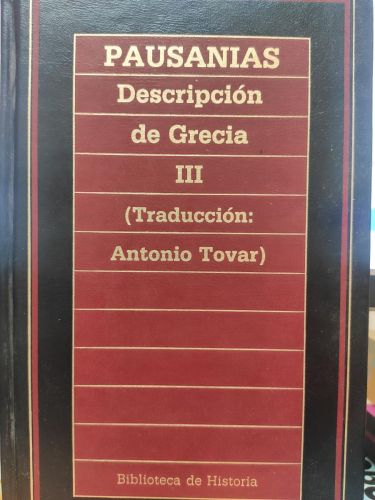 PAUSANIAS
Descripción
de Grecia
III
(Traducción:
Antonio Tovar)
Biblioteca de Historia